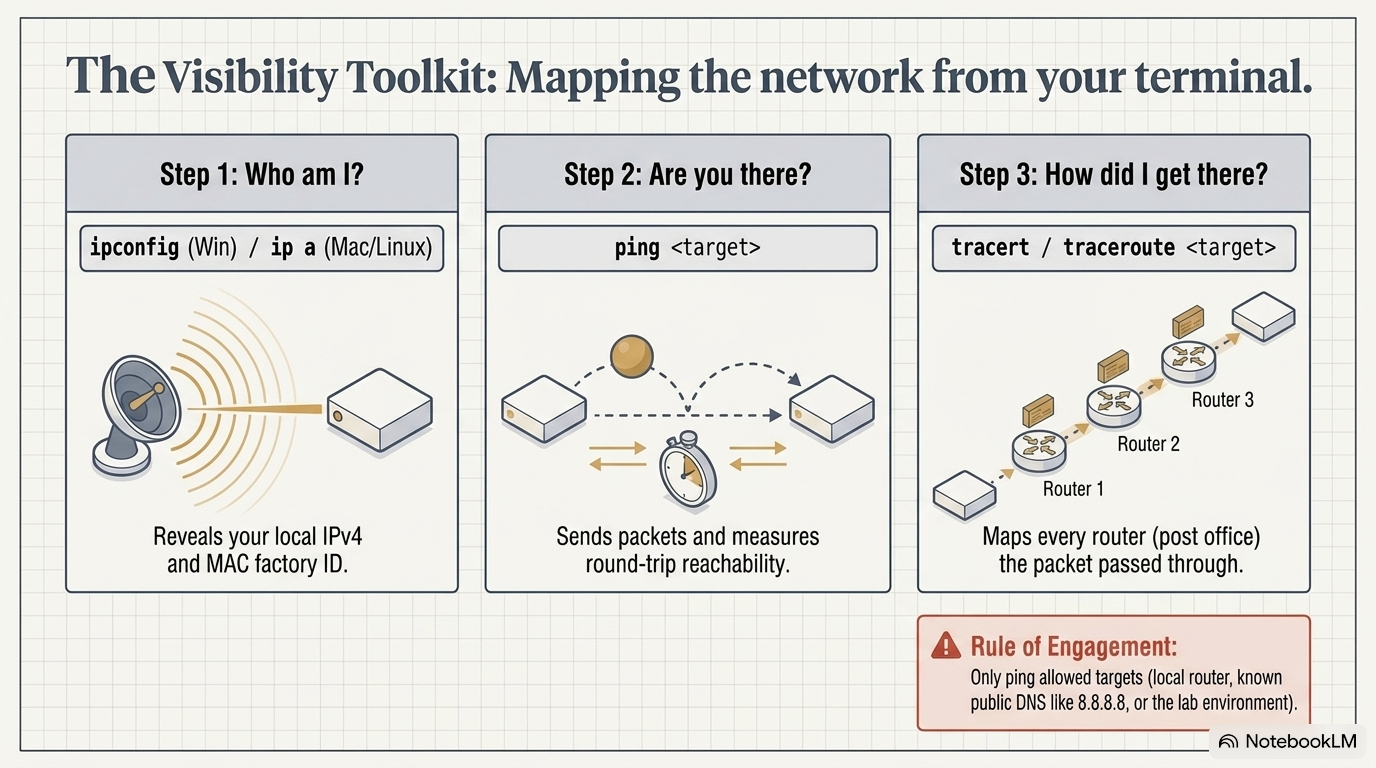 The Visibility Toolkit: Mapping the network from your terminal.
Step 1: Who am I?
ipconfig (Win) / ip a (Mac/Linux)
Reveals your local IPv4
and MAC factory ID.
Step 2: Are you there?
ping <target>
Sends packets and measures
round-trip reachability.
Step 3: How did I get there?
tracert / traceroute <target>
Router 3
Router 2
Router 1
Maps every router (post office)
the packet passed through.
Rule of Engagement:
Only ping allowed targets (local router, known
public DNS like 8.8.8.8, or the lab environment).
NotebookLM